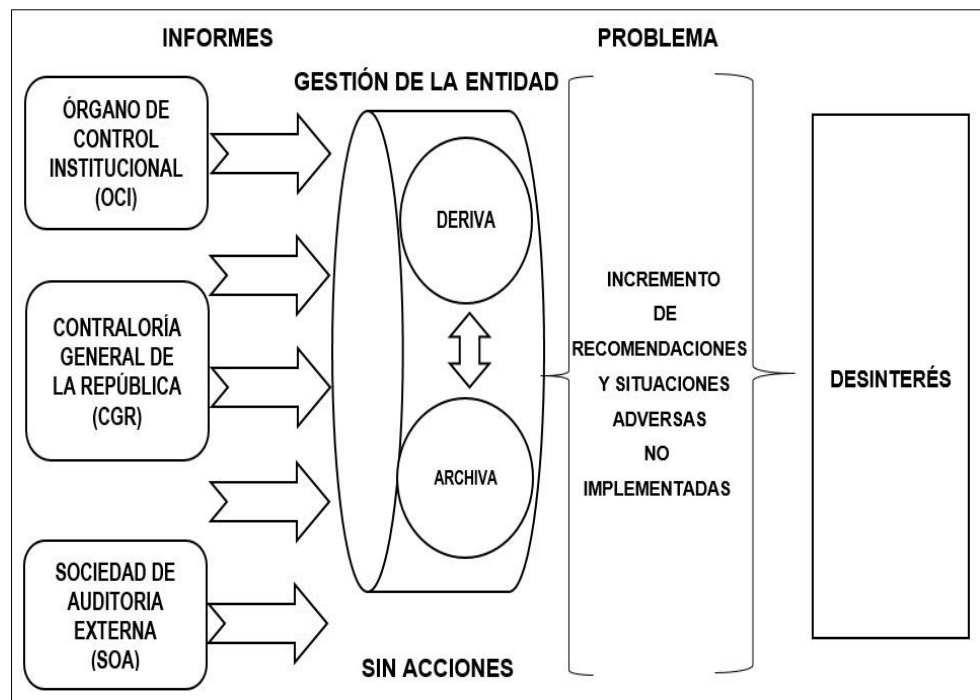 INFORMES
PROBLEMA
GESTIÓN DE LA ENTIDAD
ÓRGANO DE
CONTROL
INSTITUCIONAL
(OCI)
CONTRALORÍA
GENERAL DE
LA REPÚBLICA
(CGR)
SOCIEDAD DE
AUDITORIA
EXTERNA
(SOA)
DERIVA
ARCHIVA
SIN ACCIONES
INCREMENTO
DE
RECOMENDACIONES
Y SITUACIONES
ADVERSAS
NO
IMPLEMENTADAS
DESINTERÉS